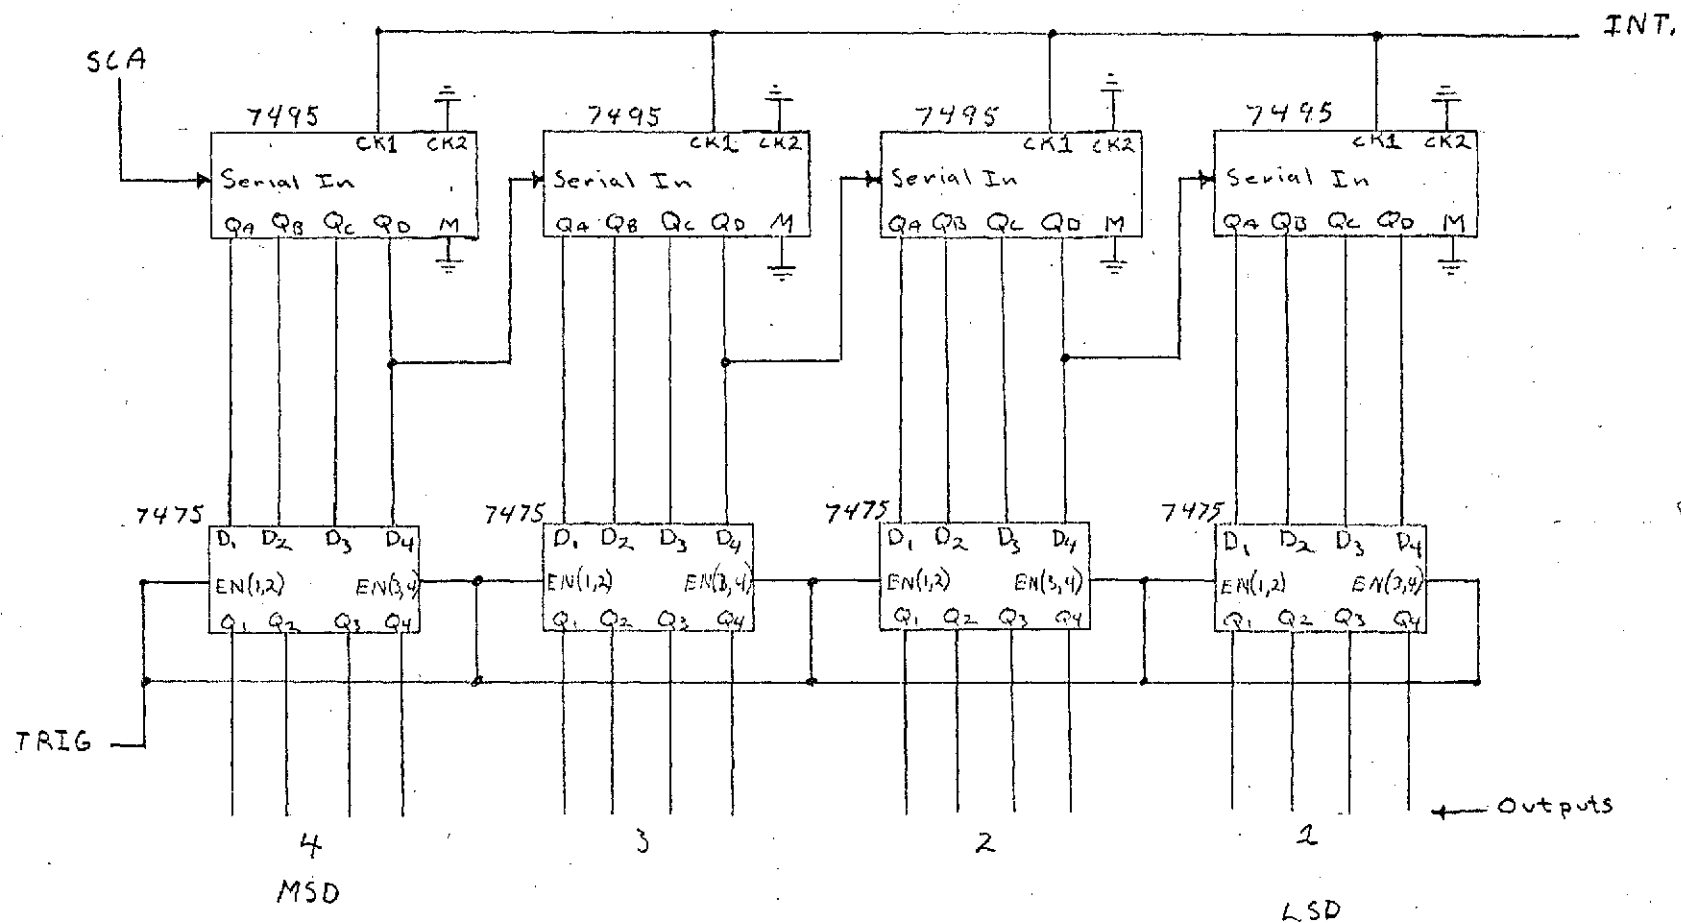 INT.
SCA
7495 7495 7495 7495
CK1 CK2 CK1 CK2 CK1 CK2 CK1 CK2
Serial In Serial In Serial In Serial In
QA QB QC QD M QA QB QC QD M QA QB QC QD M QA QB QC QD M
7475 7475 7475 7475
D1 D2 D3 D4 D1 D2 D3 D4 D1 D2 D3 D4 D1 D2 D3 D4
EN(1,2) EN(3,4) EN(1,2) EN(3,4) EN(1,2) EN(3,4) EN(1,2) EN(3,4)
Q1 Q2 Q3 Q4 Q1 Q2 Q3 Q4 Q1 Q2 Q3 Q4 Q1 Q2 Q3 Q4
TRIG
Outputs
4 3 2 1
MSD LSD